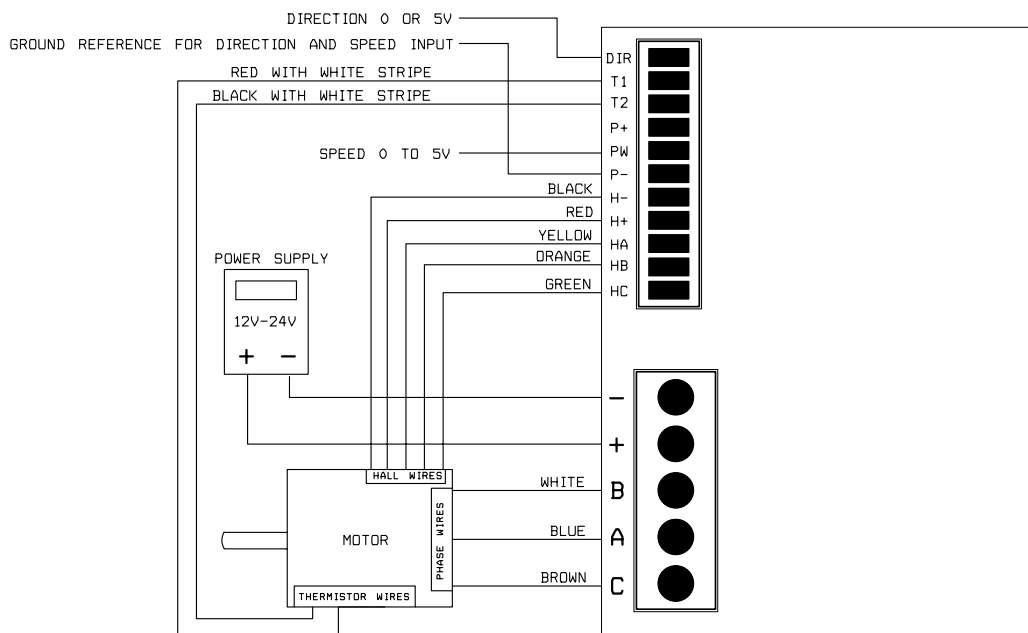 DIRECTION 0 OR 5V
GROUND REFERENCE FOR DIRECTION AND SPEED INPUT
DIR
RED WITH WHITE STRIPE
T1
BLACK WITH WHITE STRIPE
T2
P+
SPEED 0 TO 5V
PW
P-
BLACK
H-
RED
H+
YELLOW
HA
ORANGE
HB
GREEN
HC
POWER SUPPLY
12V-24V
+ -
-
+
HALL WIRES
WHITE
B
PHASE WIRES
MOTOR
BLUE
A
BROWN
C
THERMISTOR WIRES